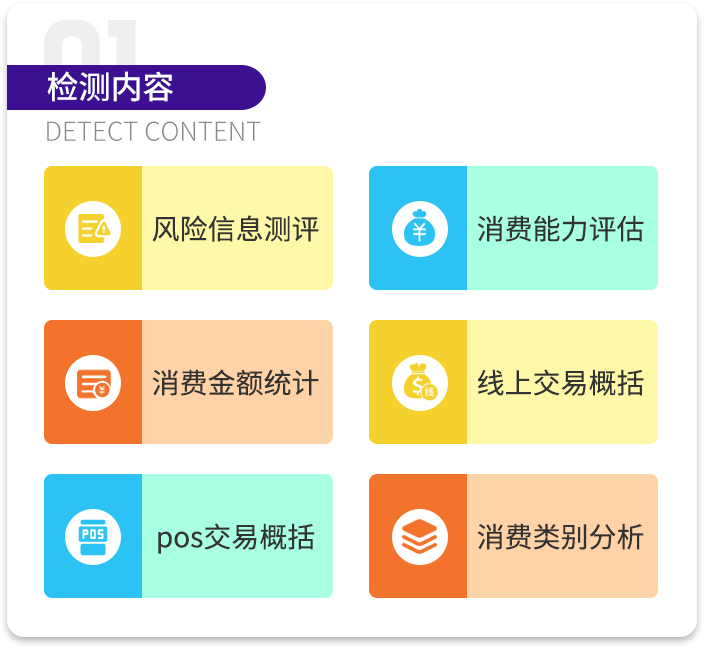 01
检测内容
DETECT CONTENT
风险信息测评
¥
消费能力评估
¥
消费金额统计
$
线
线上交易概括
POS
pos交易概括
消费类别分析